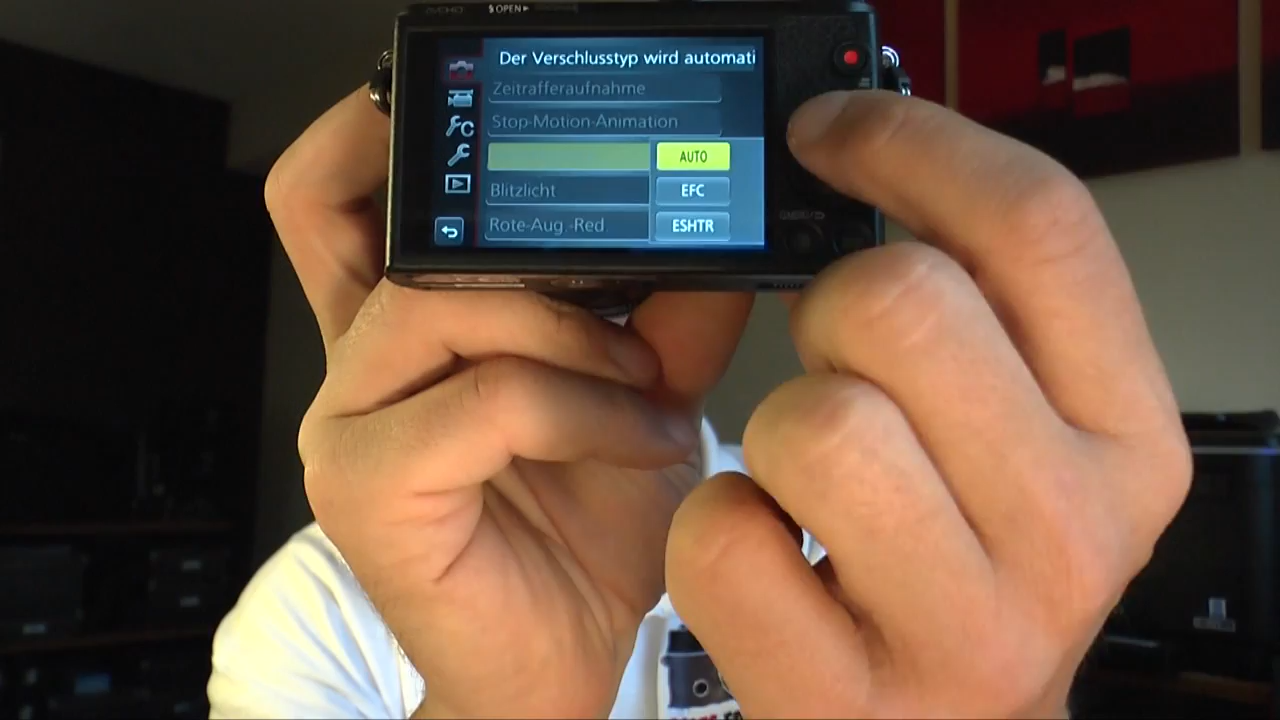 OPEN
Der Verschlusstyp wird automati
Zeitrafferaufnahme
Stop-Motion-Animation
AUTO
Blitzlicht
EFC
Rote-Aug.-Red.
ESHTR